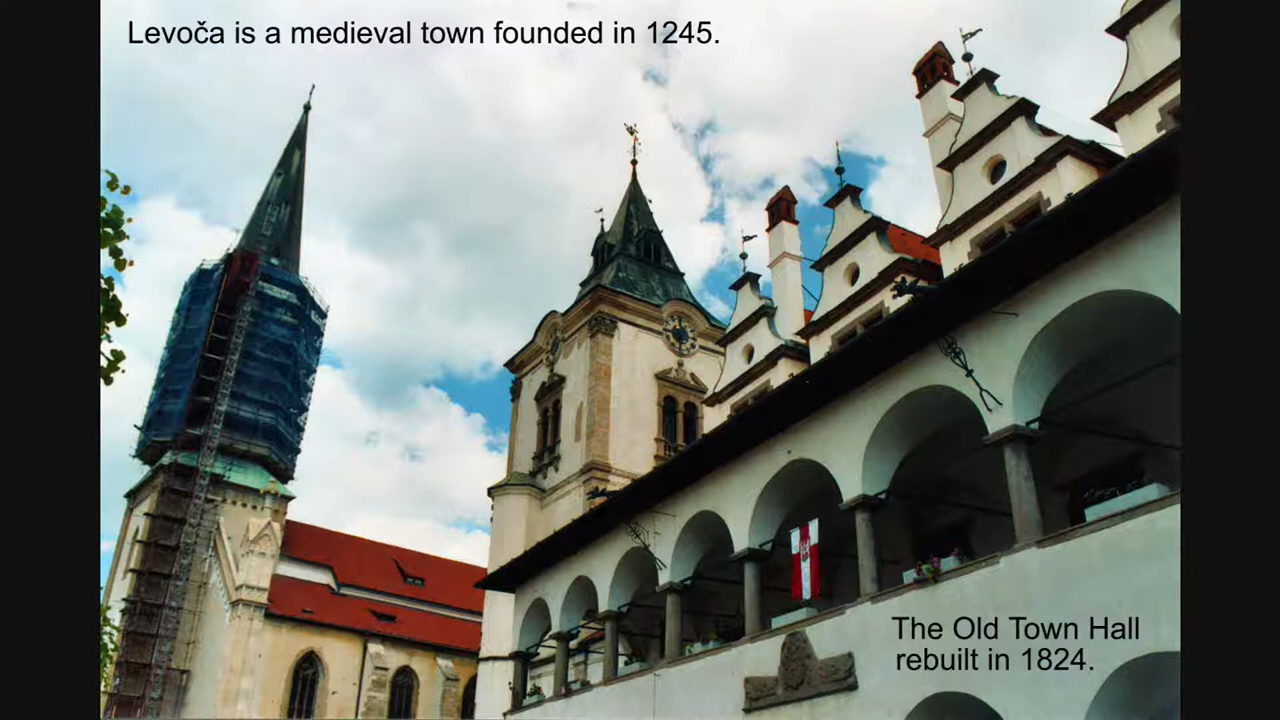 Levoča is a medieval town founded in 1245.
The Old Town Hall
rebuilt in 1824.